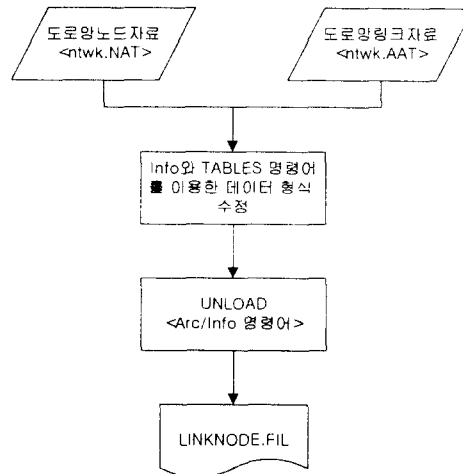 도로망노드자료
<ntwk.NAT>
도로망링크자료
<ntwk.AAT>
Info와 TABLES 명령어
를 이용한 데이터 형식
수정
UNLOAD
<Arc/Info 명령어>
LINKNODE.FIL